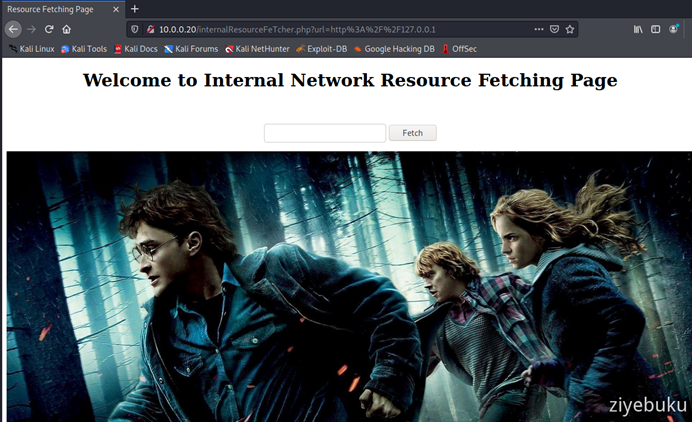 Resource Fetching Page
10.0.0.20/internalResourceFeTcher.php?url=http%3A%2F%2F127.0.0.1
Kali Linux Kali Tools Kali Docs Kali Forums Kali NetHunter Exploit-DB Google Hacking DB OffSec
Welcome to Internal Network Resource Fetching Page
Fetch
ziyebuku